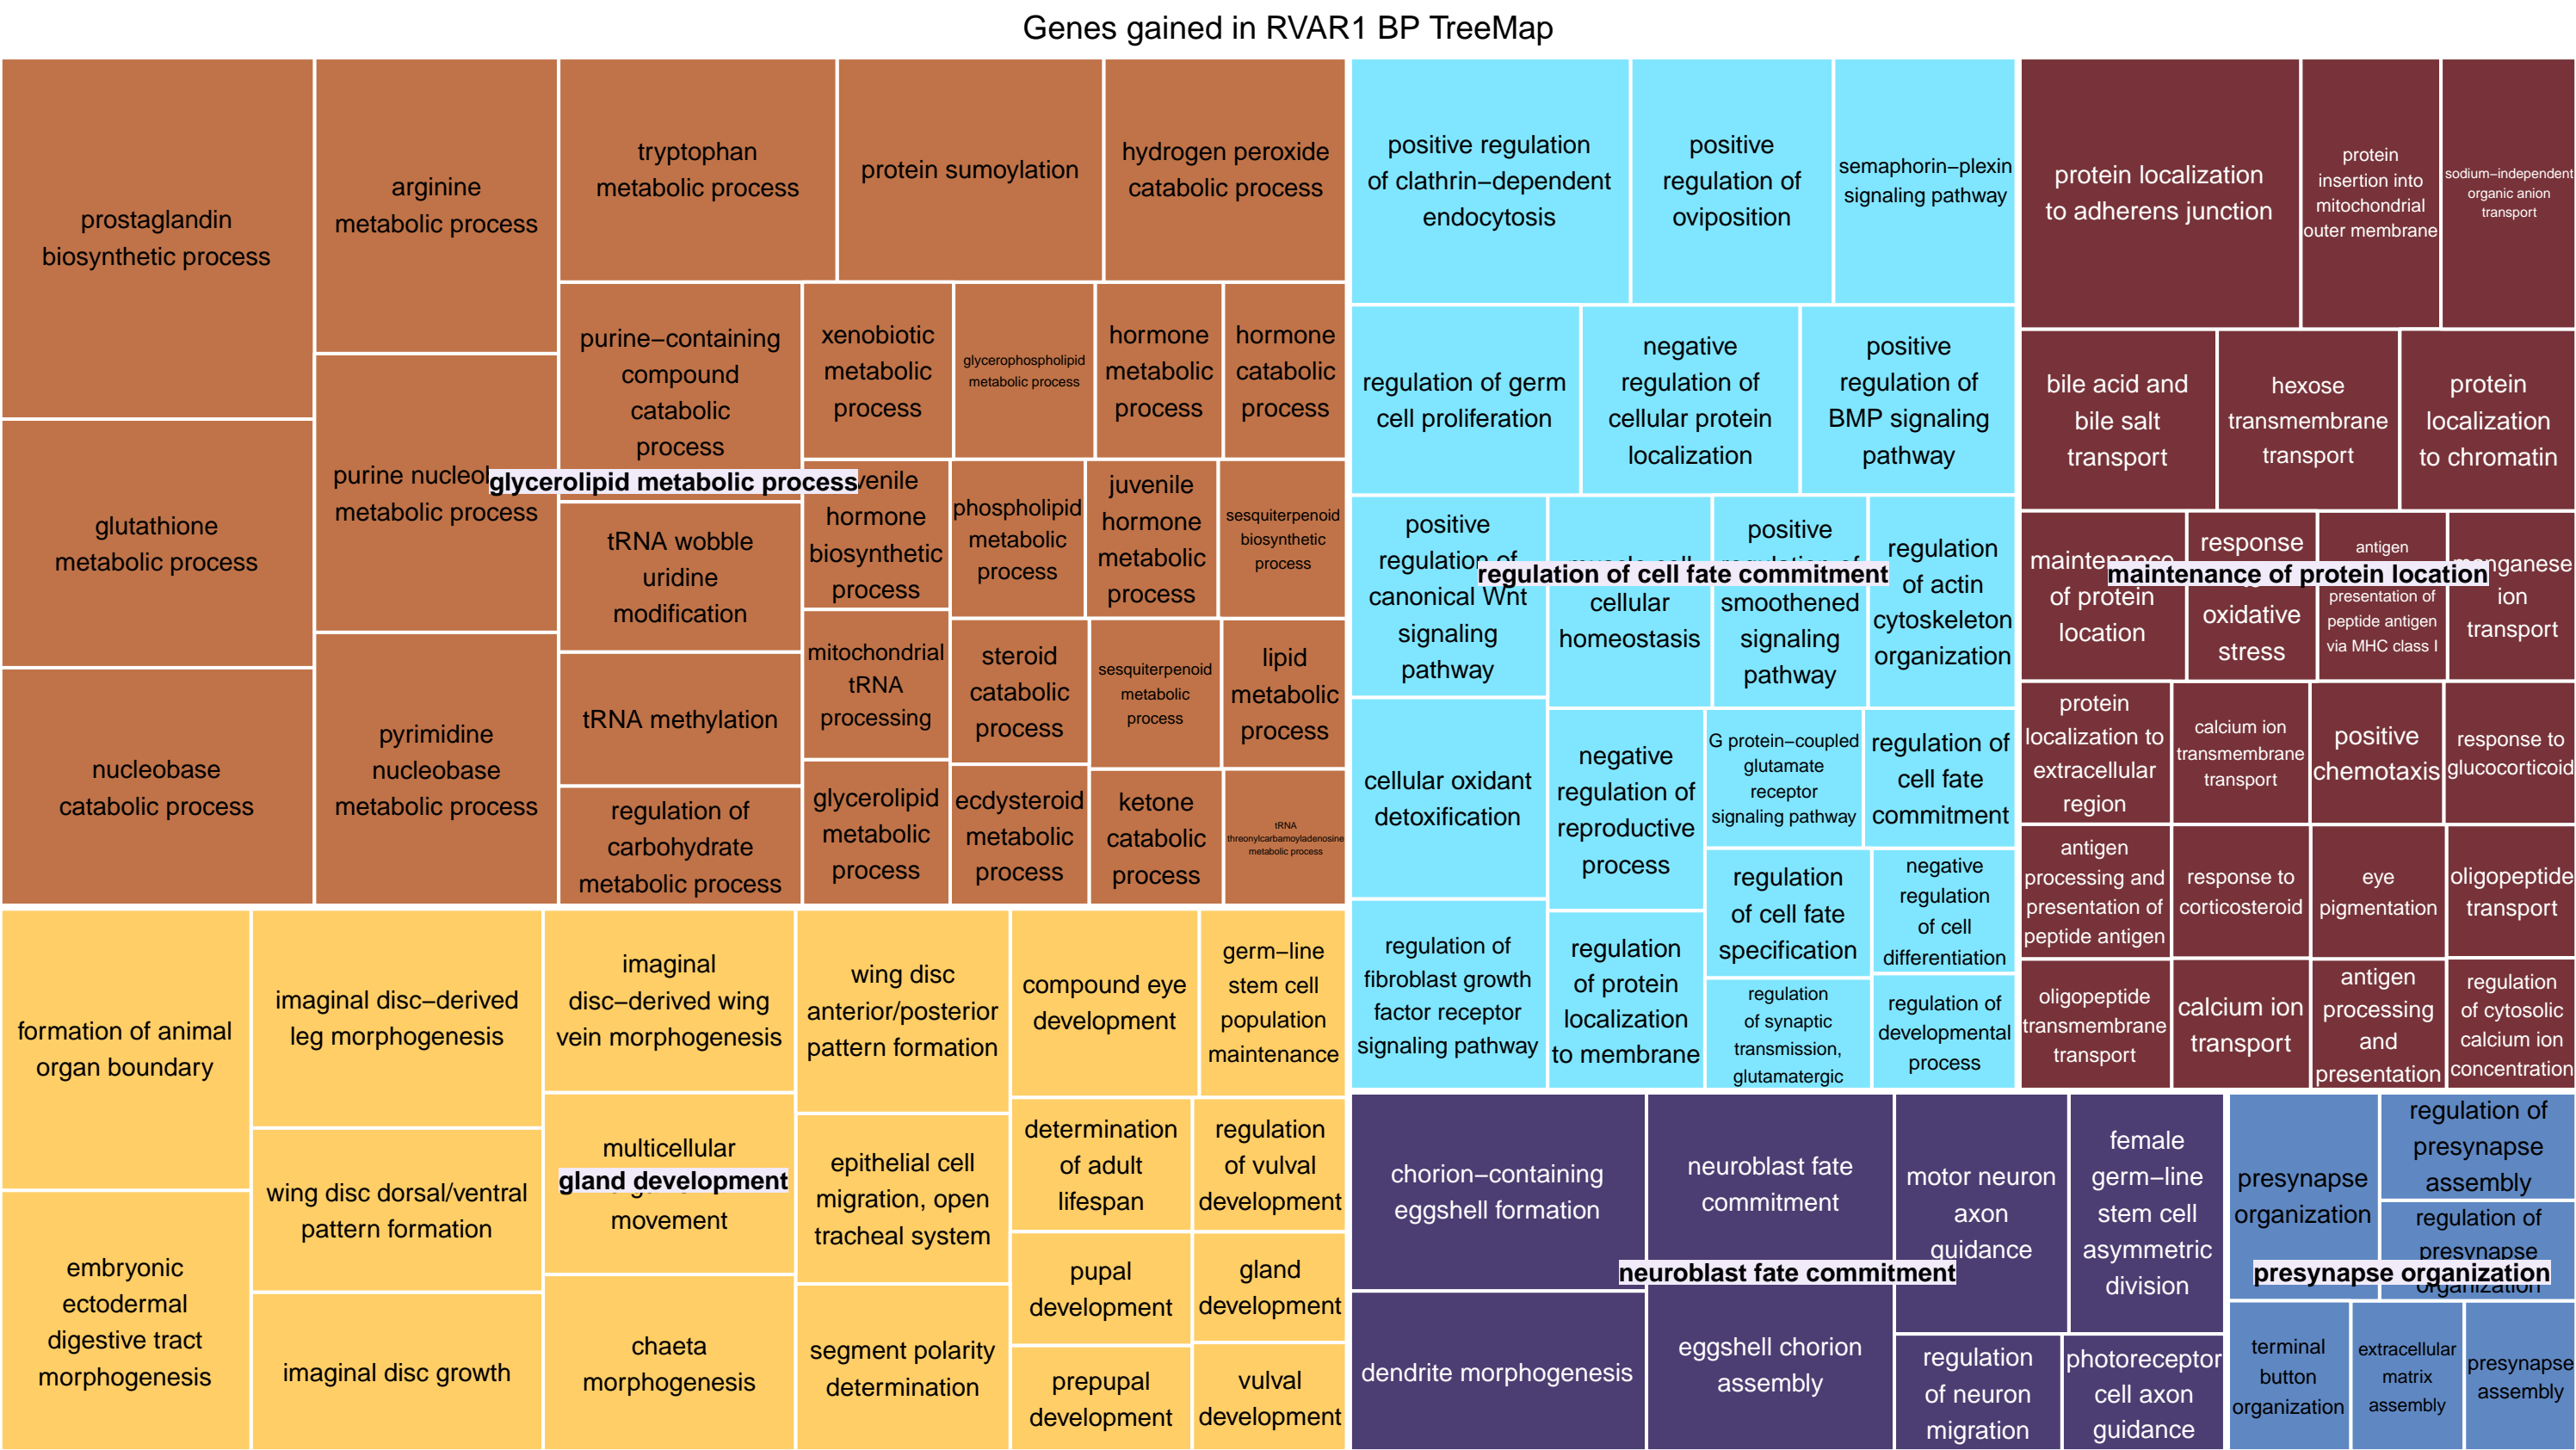 Genes gained in RVAR1 BP TreeMap
prostaglandin
biosynthetic process
glutathione
metabolic process
nucleobase
catabolic process
arginine
metabolic process
purine nucleo
metabolic process
pyrimidine
nucleobase
metabolic process
tryptophan
metabolic process
protein sumoylation
hydrogen peroxide
catabolic process
purine−containing
compound
catabolic
process
glycerolipid metabolic process
tRNA wobble
uridine
modification
tRNA methylation
regulation of
carbohydrate
metabolic process
xenobiotic
metabolic
process
glycerophospholipid
metabolic process
hormone
metabolic
process
hormone
catabolic
process
venile
hormone
biosynthetic
process
phospholipid
metabolic
process
juvenile
hormone
metabolic
process
sesquiterpenoid
biosynthetic
process
mitochondrial
tRNA
processing
steroid
catabolic
process
sesquiterpenoid
metabolic
process
lipid
metabolic
process
glycerolipid
metabolic
process
ecdysteroid
metabolic
process
ketone
catabolic
process
tRNA
threonylcarbamoyladenosine
metabolic process
formation of animal
organ boundary
embryonic
ectodermal
digestive tract
morphogenesis
imaginal disc−derived
leg morphogenesis
wing disc dorsal/ventral
pattern formation
imaginal disc growth
imaginal
disc−derived wing
vein morphogenesis
multicellular
gland development
movement
chaeta
morphogenesis
wing disc
anterior/posterior
pattern formation
epithelial cell
migration, open
tracheal system
segment polarity
determination
compound eye
development
germ−line
stem cell
population
maintenance
determination
of adult
lifespan
regulation
of vulval
development
pupal
development
gland
development
prepupal
development
vulval
development
positive regulation
of clathrin−dependent
endocytosis
positive
regulation of
oviposition
semaphorin−plexin
signaling pathway
regulation of germ
cell proliferation
negative
regulation of
cellular protein
localization
positive
regulation of
BMP signaling
pathway
positive
regulation of
canonical Wnt
signaling
pathway
muscle cell
cellular
homeostasis
positive
regulation of
smoothened
signaling
pathway
regulation
of actin
cytoskeleton
organization
regulation of cell fate commitment
cellular oxidant
detoxification
regulation of
fibroblast growth
factor receptor
signaling pathway
negative
regulation of
reproductive
process
regulation
of protein
localization
to membrane
G protein−coupled
glutamate
receptor
signaling pathway
regulation of
cell fate
commitment
regulation
of cell fate
specification
negative
regulation
of cell
differentiation
regulation
of synaptic
transmission,
glutamatergic
regulation of
developmental
process
protein localization
to adherens junction
protein
insertion into
mitochondrial
outer membrane
sodium−independent
organic anion
transport
bile acid and
bile salt
transport
hexose
transmembrane
transport
protein
localization
to chromatin
maintenance
of protein
location
response
oxidative
stress
antigen
presentation of
peptide antigen
via MHC class I
nganese
ion
transport
maintenance of protein location
protein
localization to
extracellular
region
calcium ion
transmembrane
transport
positive
chemotaxis
response to
glucocorticoid
antigen
processing and
presentation of
peptide antigen
response to
corticosteroid
eye
pigmentation
oligopeptide
transport
oligopeptide
transmembrane
transport
calcium ion
transport
antigen
processing
and
presentation
regulation
of cytosolic
calcium ion
concentration
chorion−containing
eggshell formation
dendrite morphogenesis
neuroblast fate
commitment
neuroblast fate commitment
eggshell chorion
assembly
motor neuron
axon
guidance
female
germ−line
stem cell
asymmetric
division
regulation
of neuron
migration
photoreceptor
cell axon
guidance
presynapse
organization
regulation of
presynapse
assembly
regulation of
presynapse
organization
presynapse organization
terminal
button
organization
extracellular
matrix
assembly
presynapse
assembly